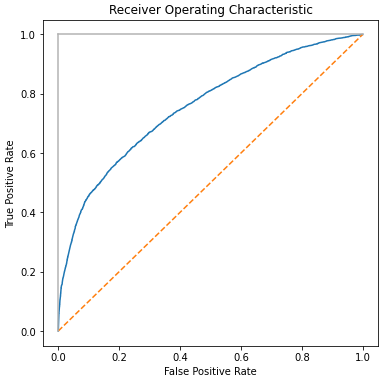 Receiver Operating Characteristic
1.0
0.8
0.6
0.4
0.2
0.0
True Positive Rate
0.0 0.2 0.4 0.6 0.8 1.0
False Positive Rate